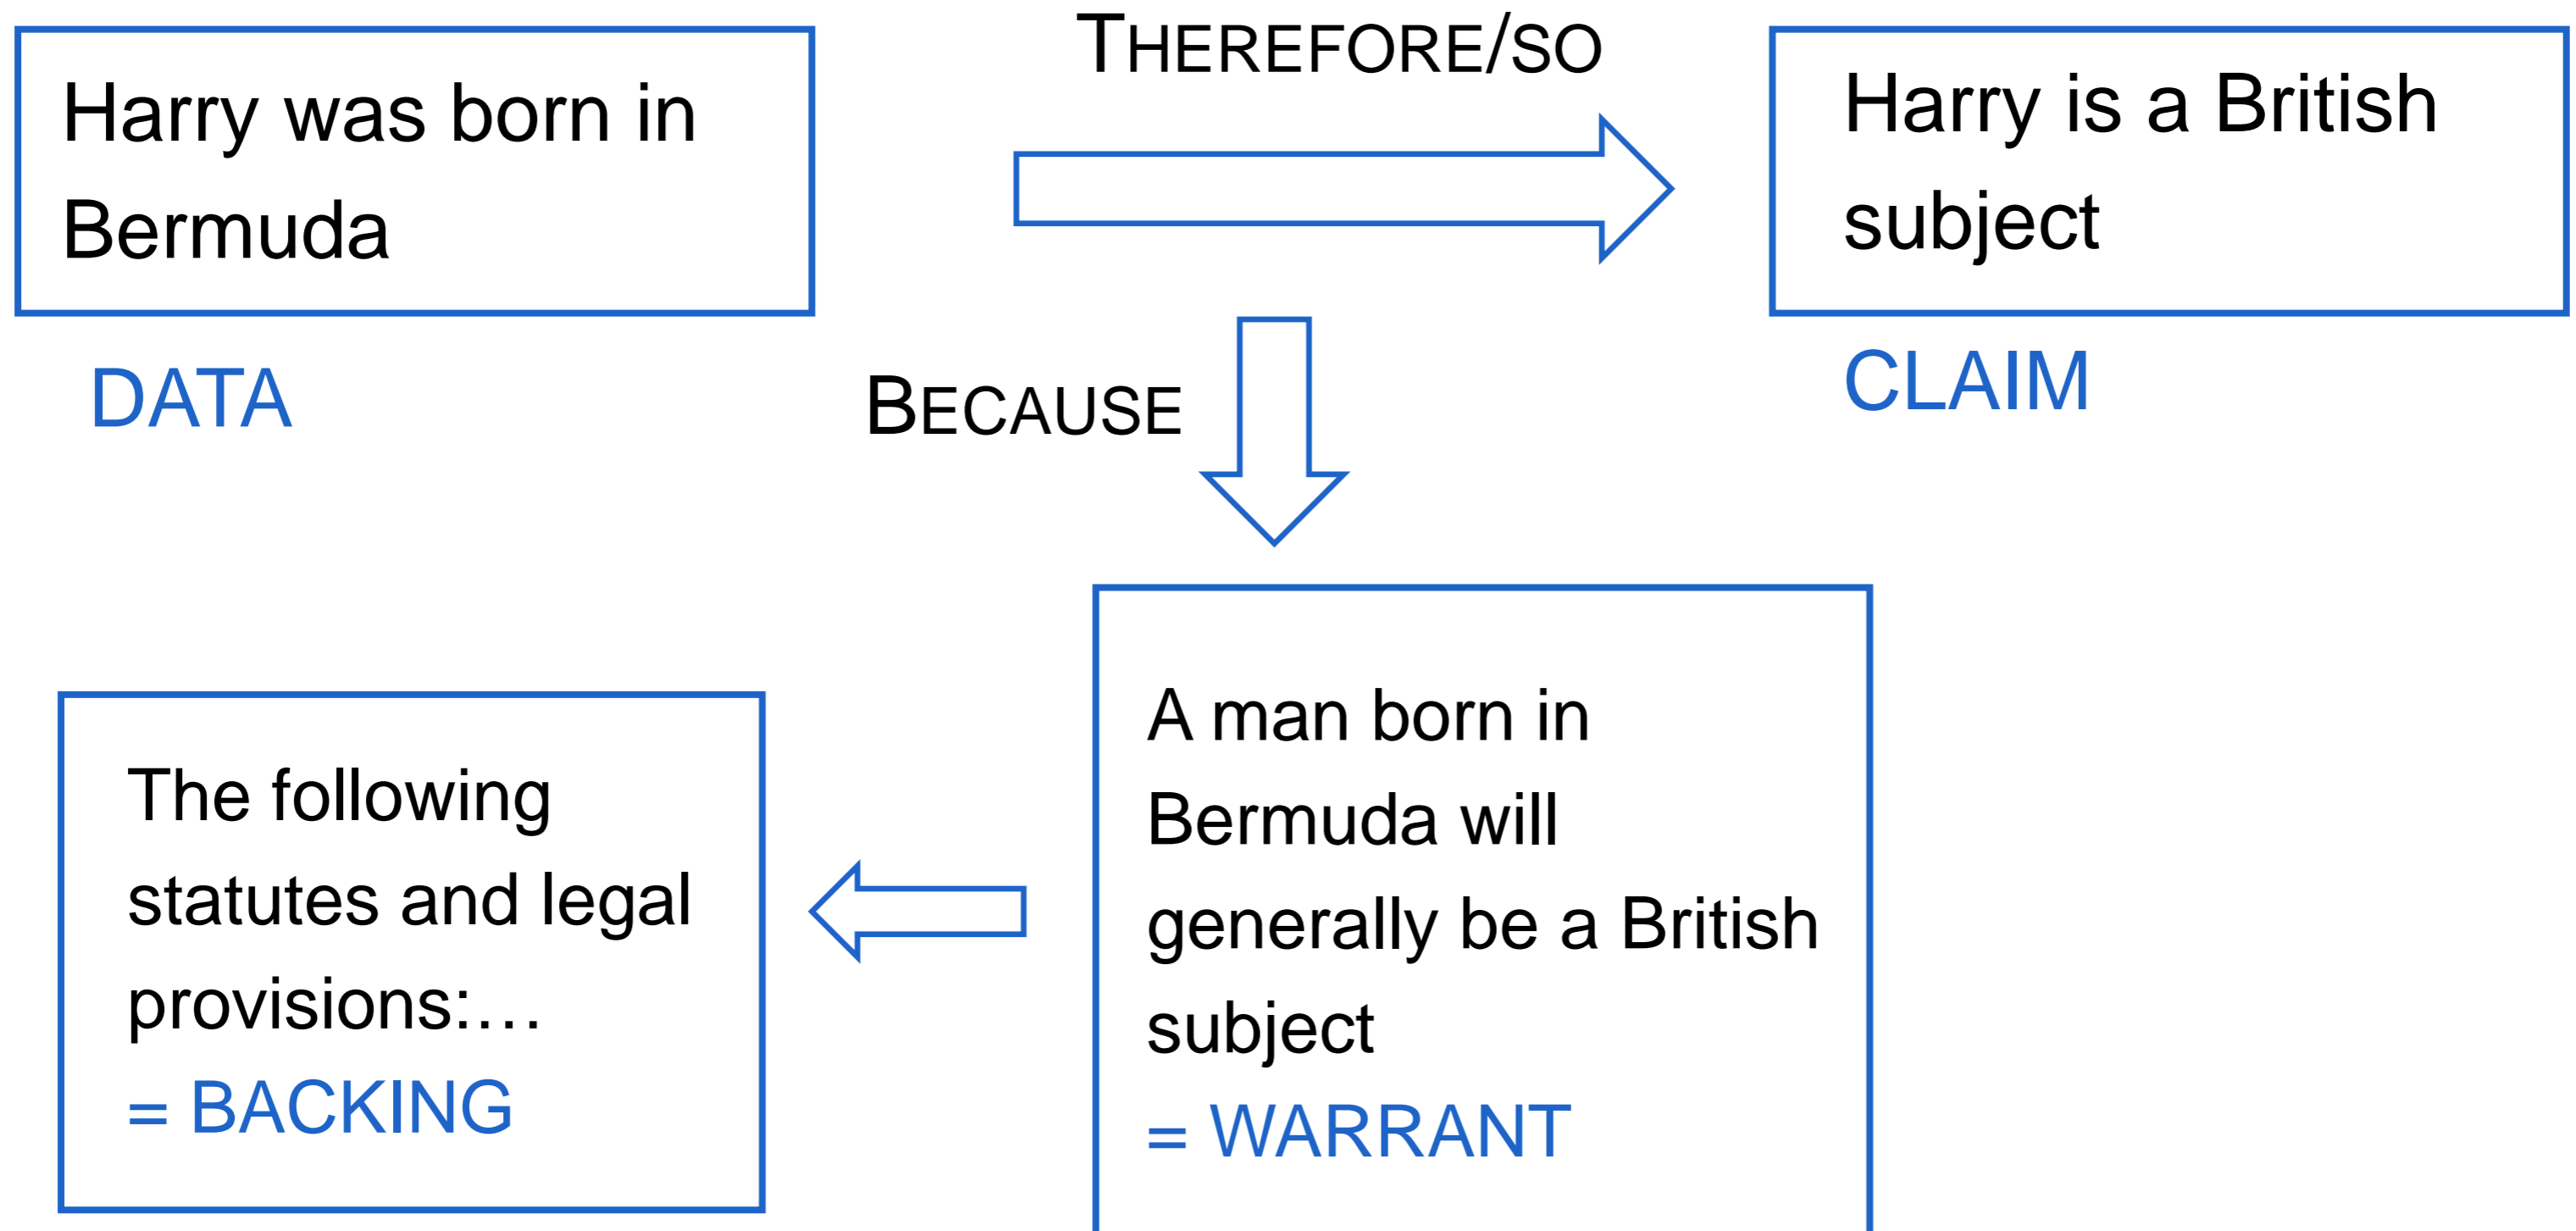 Harry was born in
Bermuda
DATA
THEREFORE/SO
Harry is a British
subject
CLAIM
BECAUSE
A man born in
Bermuda will
generally be a British
subject
= WARRANT
The following
statutes and legal
provisions:…
= BACKING